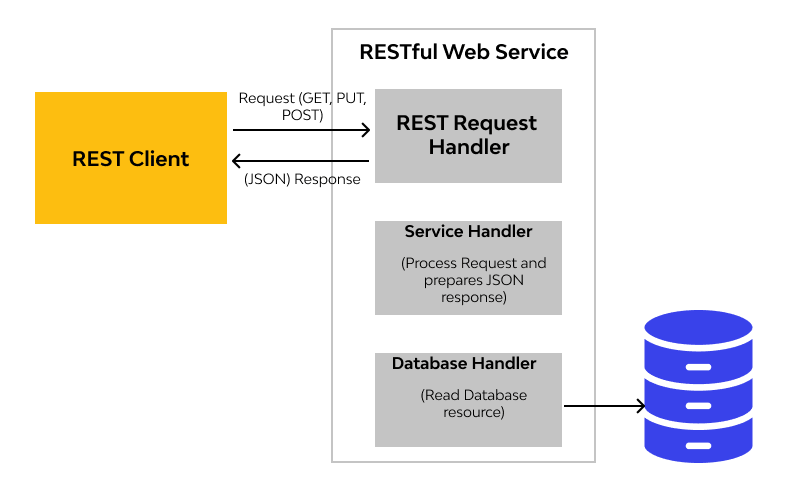 RESTful Web Service
Request (GET, PUT,
POST)
REST Client
(JSON) Response
REST Request
Handler
Service Handler
(Process Request and
prepares JSON
response)
Database Handler
(Read Database
resource)